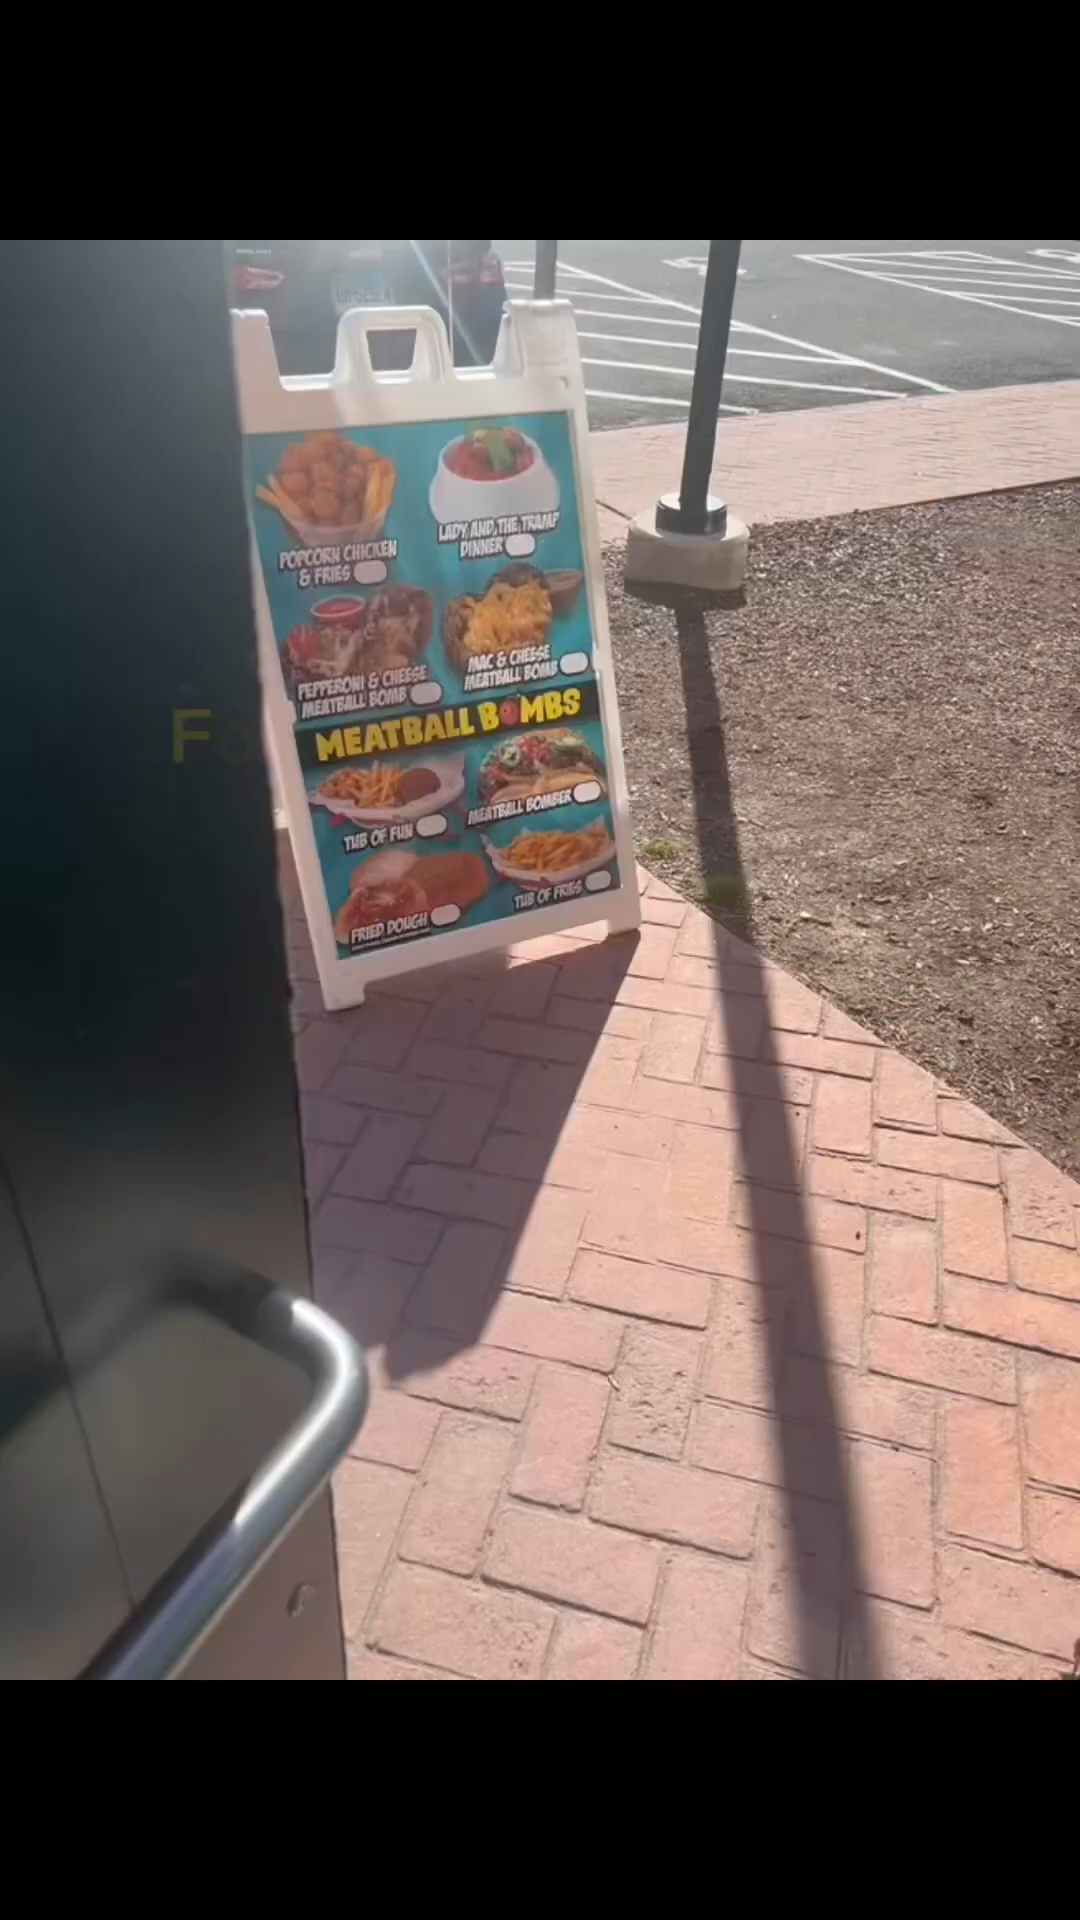 POPCORN CHICKEN
& FRIES
LADY AND THE TRAMP
DINNER
PEPPERONI & CHEESE
MEATBALL BOMB
MAC & CHEESE
MEATBALL BOMB
MEATBALL BOMBS
TUB OF FUN
MEATBALL BOMBER
FRIED DOUGH
TUB OF FRIES